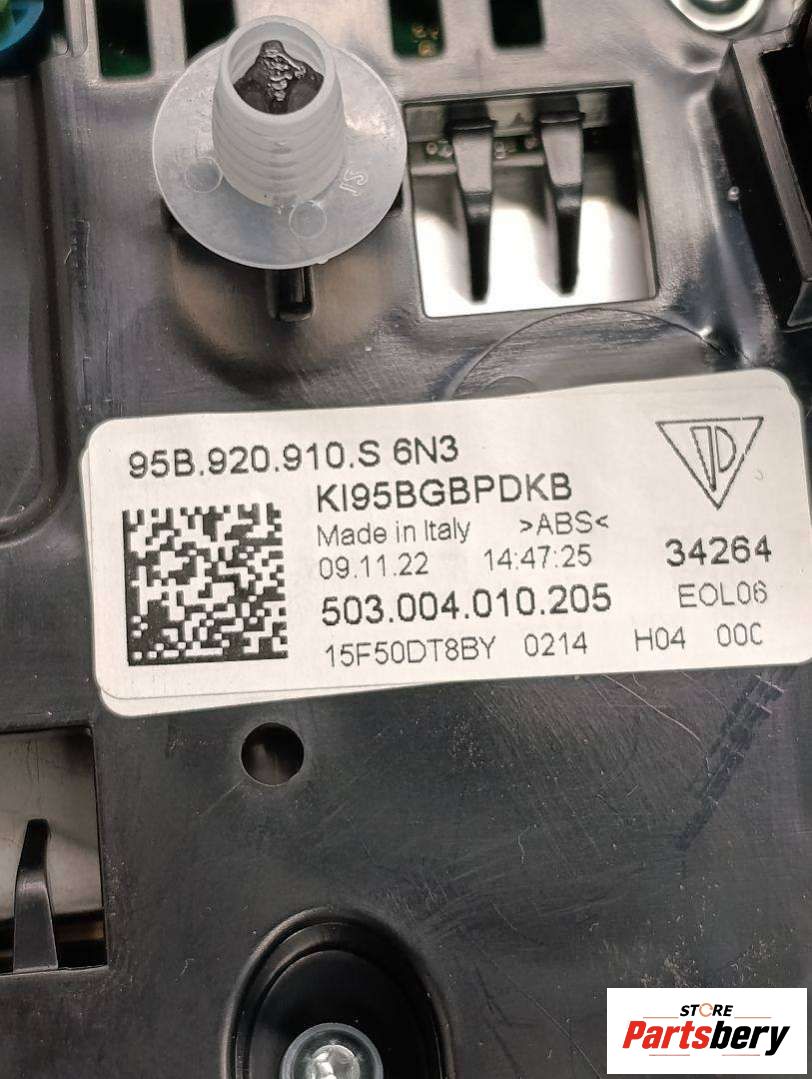 JS
95B.920.910.S 6N3
KI95BGBPDKB
Made in Italy >ABS<
09.11.22 14:47:25 34264
503.004.010.205 EOL06
15F50DT8BY 0214 H04 00C
STORE
Partsbery